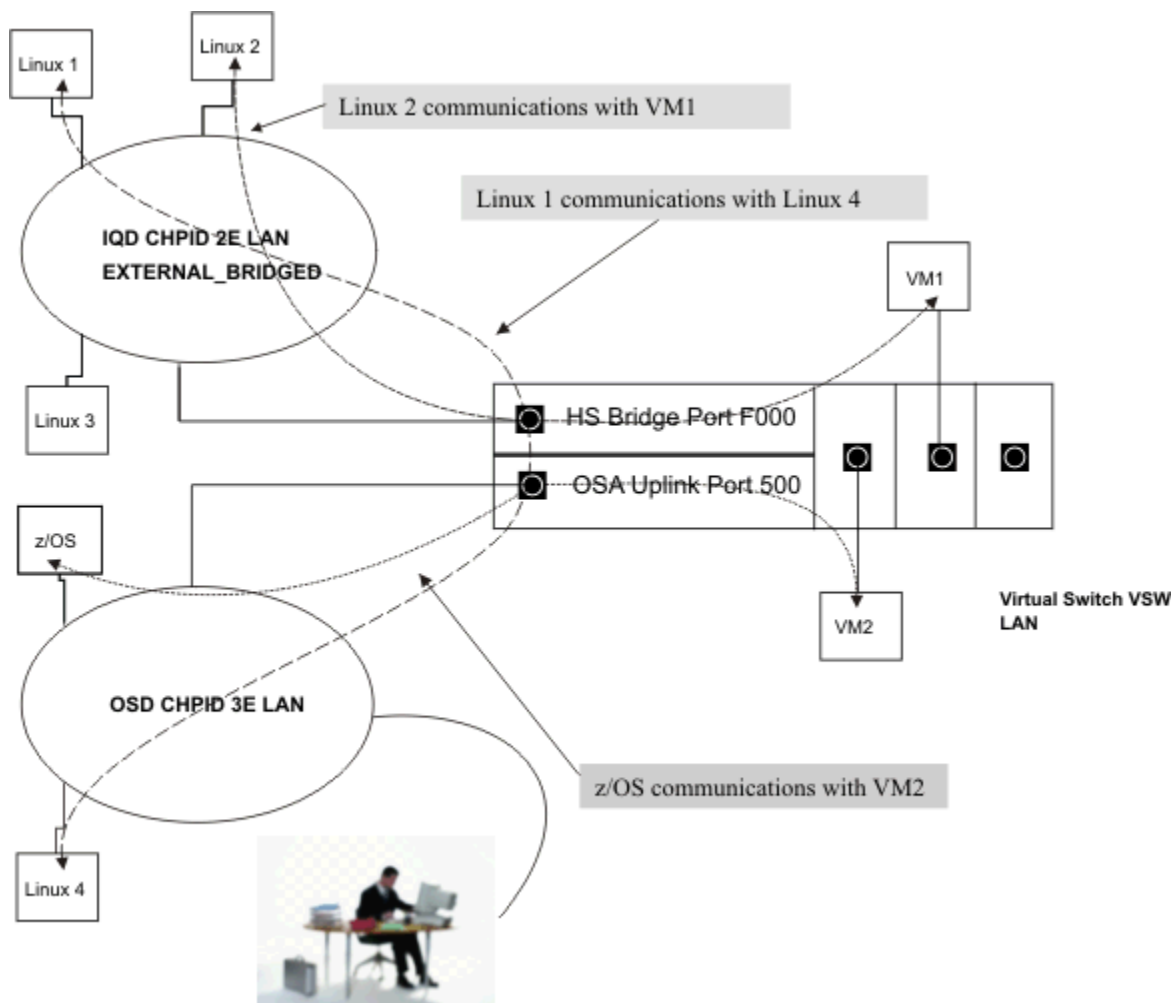 Linux 1
Linux 2
Linux 2 communications with VM1
Linux 1 communications with Linux 4
IQD CHPID 2E LAN
EXTERNAL_BRIDGED
VM1
Linux 3
HS Bridge Port F000
OSA Uplink Port 500
z/OS
VM2
Virtual Switch VSW
LAN
OSD CHPID 3E LAN
z/OS communications with VM2
Linux 4